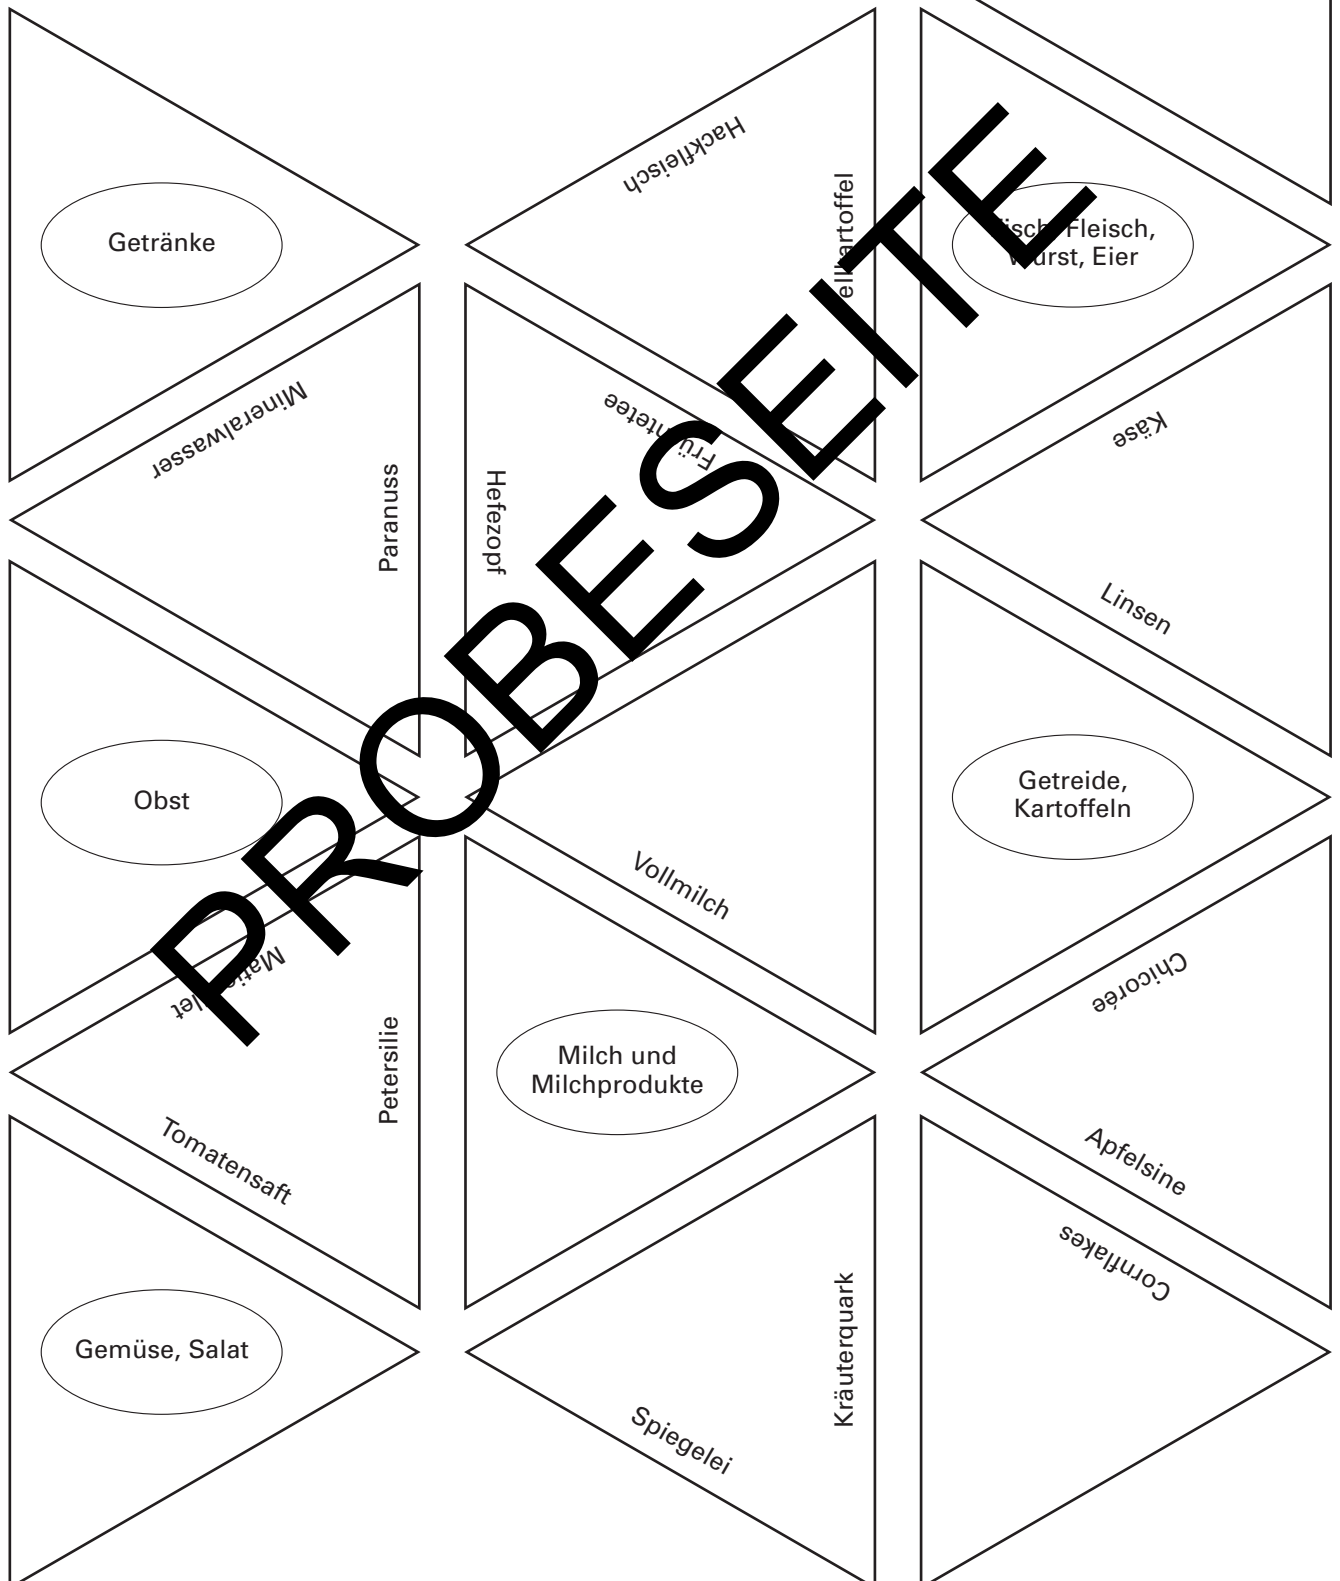 Hackfleisch
Getränke
Fleisch,
Eier
Mineralwasser
Käse
Paranuss
Hefezopf
Linsen
Obst
Getreide,
Kartoffeln
Vollmilch
Chicorée
Petersilie
Milch und
Milchprodukte
Tomatensaft
Apfelsine
Cornflakes
Gemüse, Salat
Kräuterquark
Spiegelei
PROBESEITE